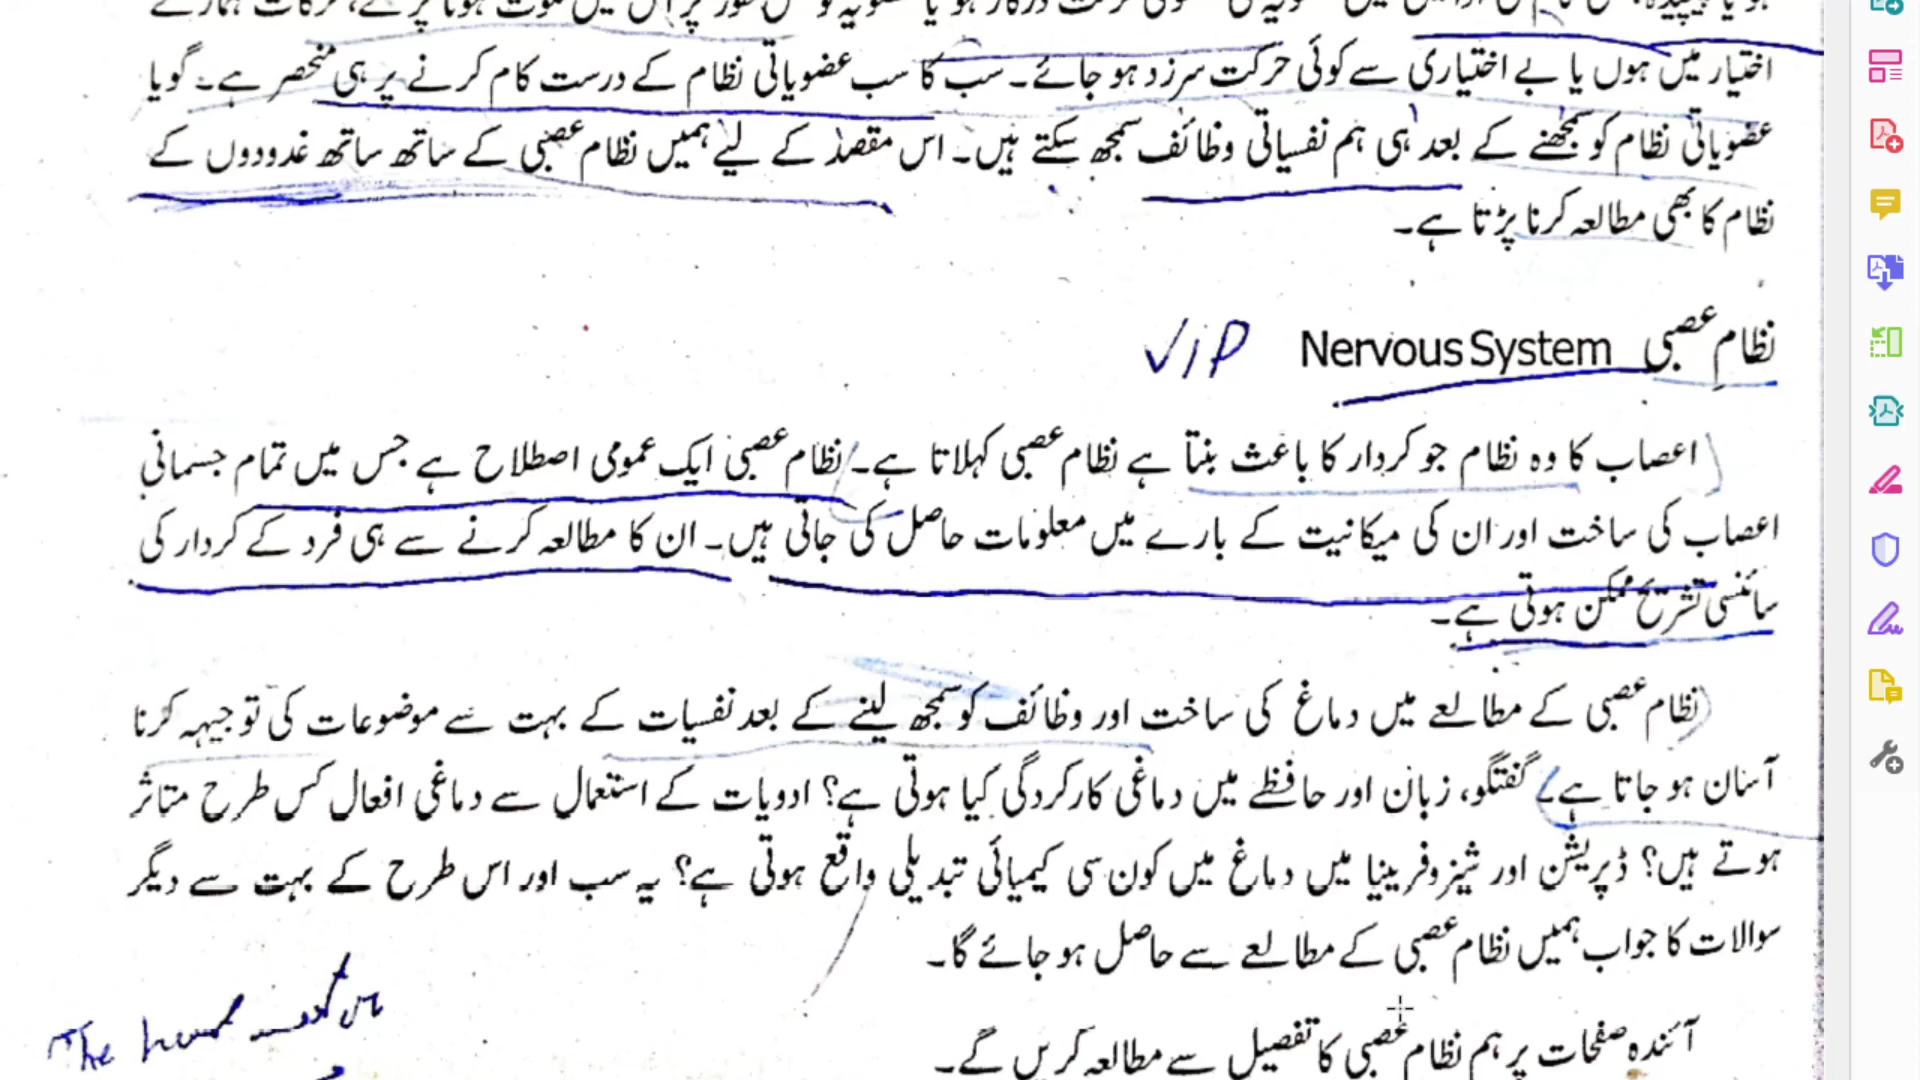 اختیار میں ہوں یا بے اختیاری سے کوئی حرکت سرزد ہو جائے۔ سب کا سب عضویاتی نظام کے درست کام کرنے پر ہی منحصر ہے۔ گویا
عضویاتی نظام کو سمجھنے کے بعد ہی ہم نفسیاتی وظائف سمجھ سکتے ہیں۔ اس مقصد کے لیے ہمیں نظام عصبی کے ساتھ ساتھ غدودوں کے
نظام کا بھی مطالعہ کرنا پڑتا ہے۔
نظامِ عصبی Nervous System ViP
اعصاب کا وہ نظام جو کردار کا باعث بنتا ہے نظام عصبی کہلاتا ہے۔ نظام عصبی ایک عمومی اصطلاح ہے جس میں تمام جسمانی
اعصاب کی ساخت اور ان کی میکانیت کے بارے میں معلومات حاصل کی جاتی ہیں۔ ان کا مطالعہ کرنے سے ہی فرد کے کردار کی
سائنسی تشریح ممکن ہوتی ہے۔
نظام عصبی کے مطالعے میں دماغ کی ساخت اور وظائف کو سمجھ لینے کے بعد نفسیات کے بہت سے موضوعات کی توجیہہ کرنا
آسان ہو جاتا ہے۔ گفتگو، زبان اور حافظے میں دماغی کارکردگی کیا ہوتی ہے؟ ادویات کے استعمال سے دماغی افعال کس طرح متاثر
ہوتے ہیں؟ ڈپریشن اور شیزوفرینیا میں دماغ میں کون سی کیمیائی تبدیلی واقع ہوتی ہے؟ یہ سب اور اس طرح کے بہت سے دیگر
سوالات کا جواب ہمیں نظام عصبی کے مطالعے سے حاصل ہو جائے گا۔
آئندہ صفحات پر ہم نظام عصبی کا تفصیل سے مطالعہ کریں گے۔
The